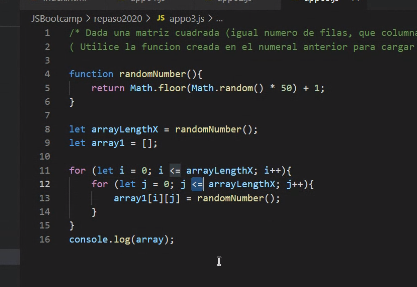 JSBootcamp > repaso2020 > appo3.js > ...
1 /* Dada una matriz cuadrada (igual numero de filas, que column
2 ( Utilice la funcion creada en el numeral anterior para cargar
3
4 function randomNumber(){
5 return Math.floor(Math.random() * 50) + 1;
6 }
7
8 let arrayLengthX = randomNumber();
9 let array1 = [];
10
11 for (let i = 0; i <= arrayLengthX; i++){
12 for (let j = 0; j <= arrayLengthX; j++){
13 array1[i][j] = randomNumber();
14 }
15 }
16 console.log(array);